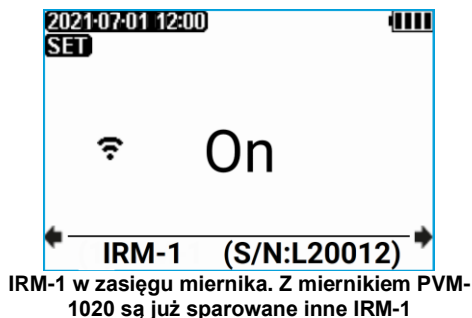 2021-07-01 12:00
SET
On
IRM-1 (S/N:L20012)
IRM-1 w zasięgu miernika. Z miernikiem PVM-
1020 są już sparowane inne IRM-1